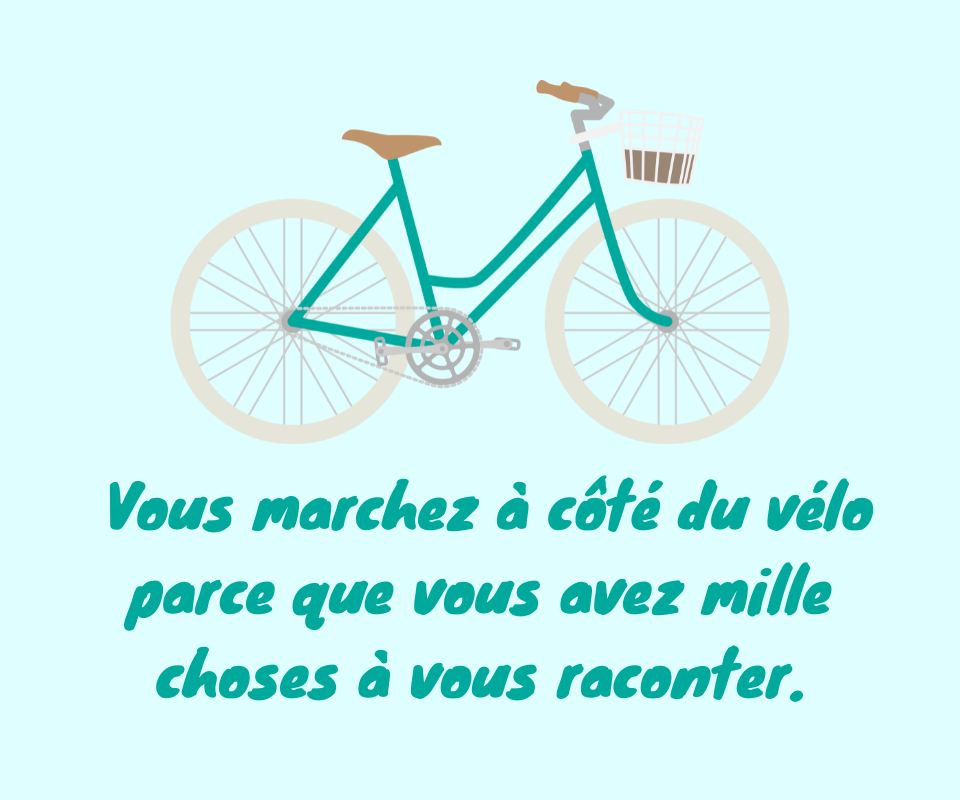 Vous marchez à côté du vélo
parce que vous avez mille
choses à vous raconter.